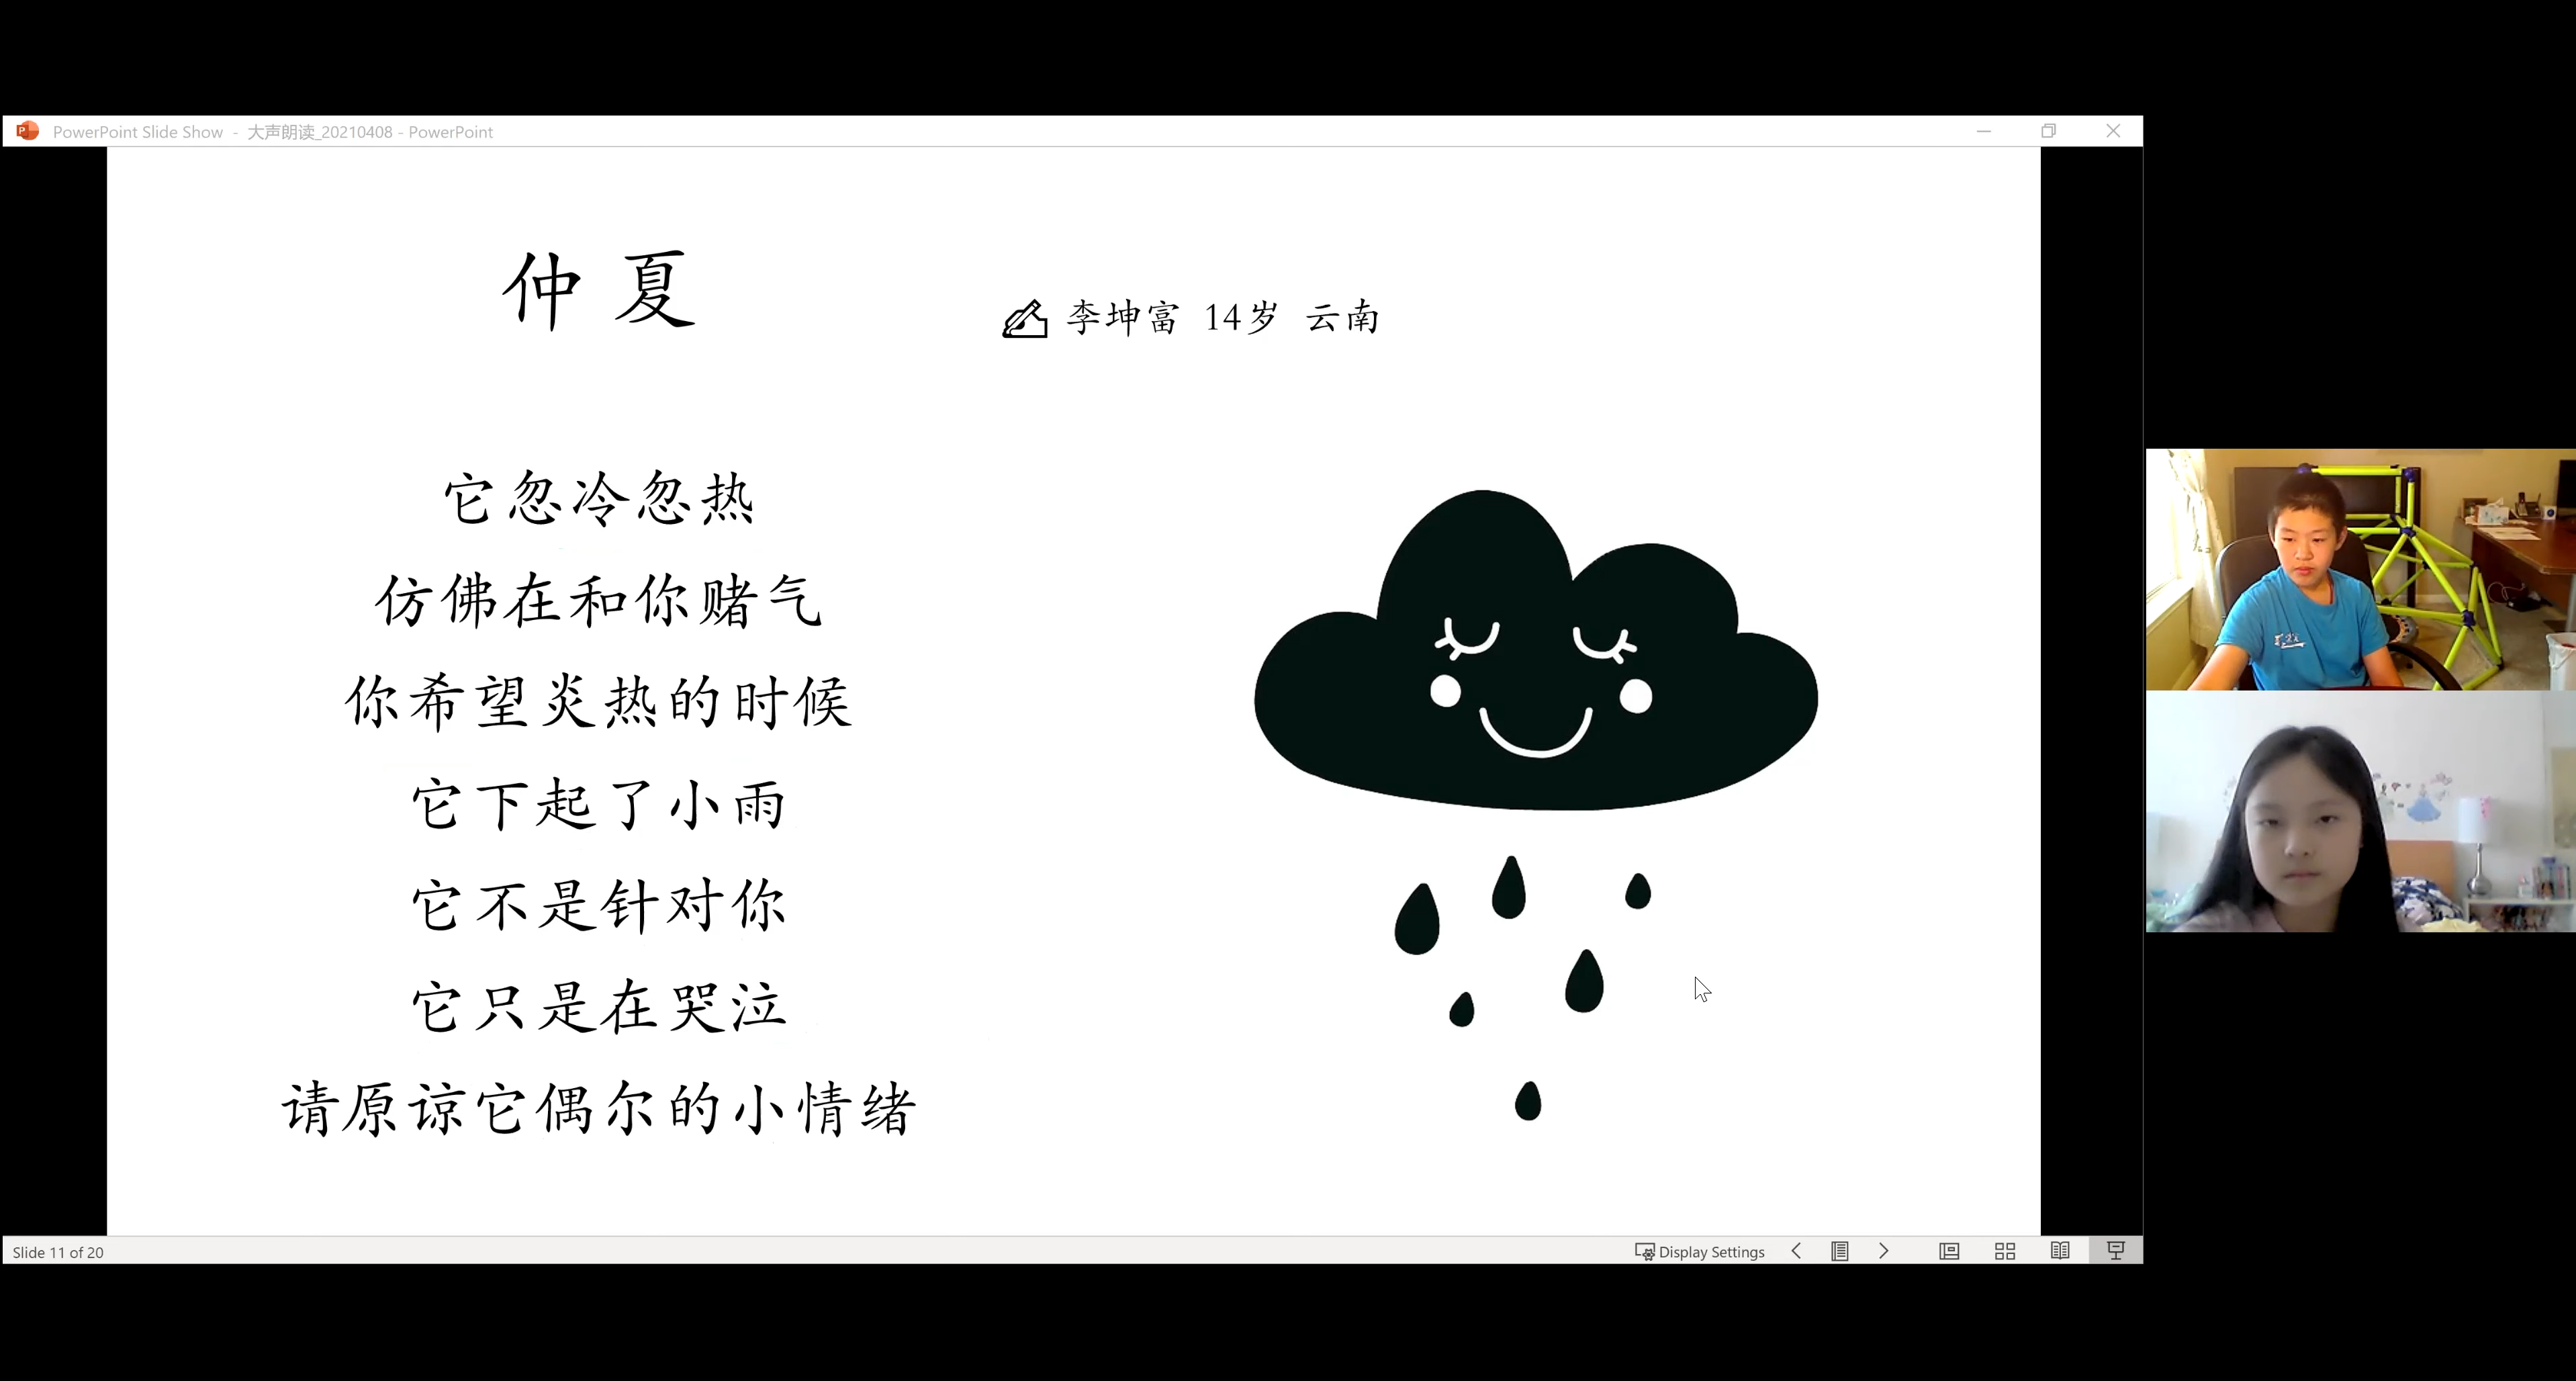 PowerPoint Slide Show - 大声朗读_20210408 - PowerPoint
仲夏
李坤富 14岁 云南
它忽冷忽热
仿佛在和你赌气
你希望炎热的时候
它下起了小雨
它不是针对你
它只是在哭泣
请原谅它偶尔的小情绪
Slide 11 of 20
Display Settings